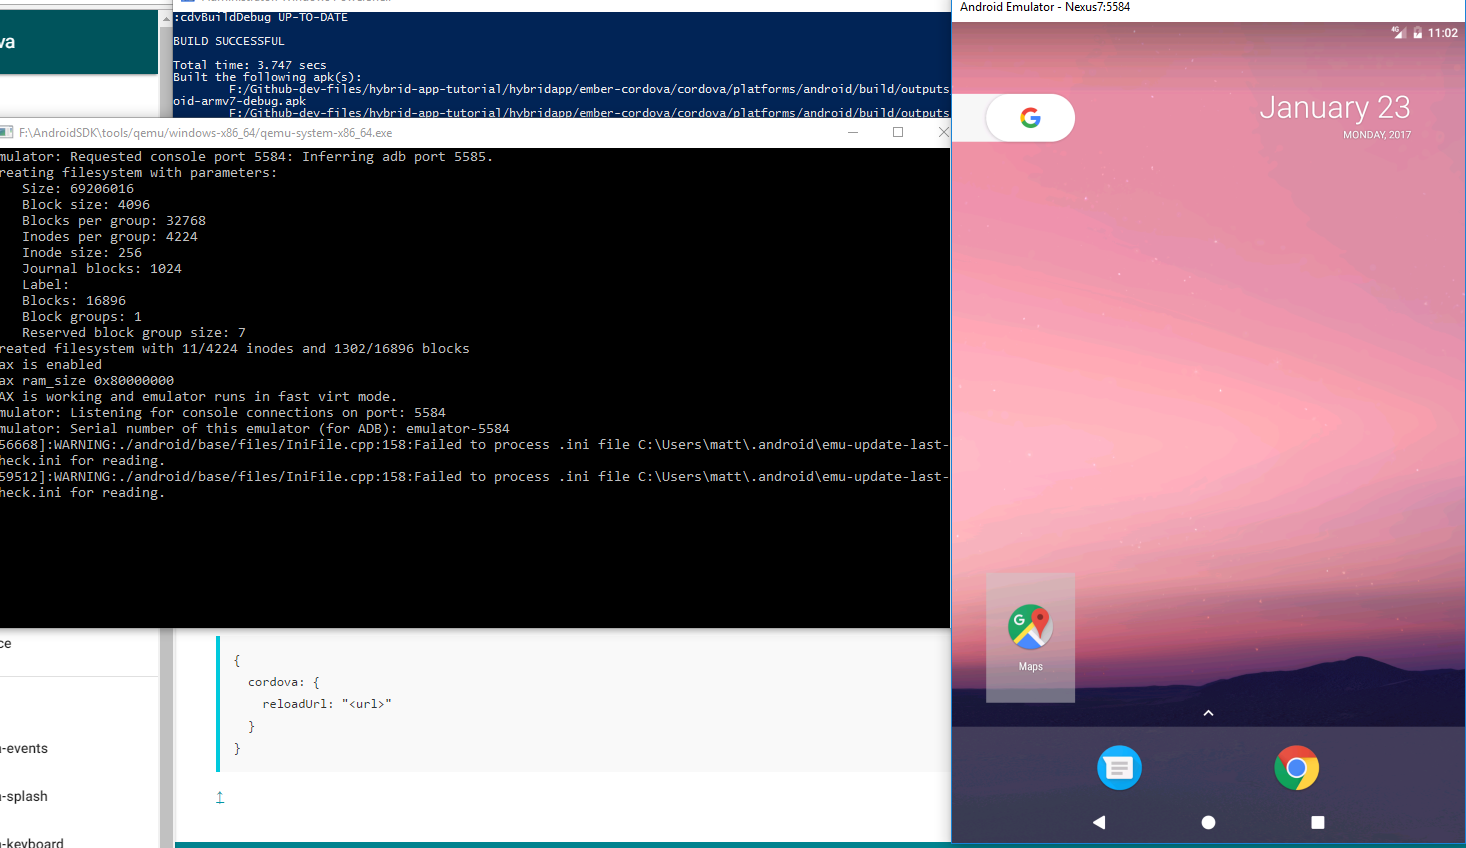 va
:cdvBuildDebug UP-TO-DATE
BUILD SUCCESSFUL
Total time: 3.747 secs
Built the following apk(s):
F:/Github-dev-files/hybrid-app-tutorial/hybridapp/ember-cordova/cordova/platforms/android/build/outputs
oid-armv7-debug.apk
F:/Github-dev-files/hybrid-app-tutorial/hybridapp/ember-cordova/cordova/platforms/android/build/outputs
F:\AndroidSDK\tools/qemu/windows-x86_64/qemu-system-x86_64.exe
mulator: Requested console port 5584: Inferring adb port 5585.
reating filesystem with parameters:
Size: 69206016
Block size: 4096
Blocks per group: 32768
Inodes per group: 4224
Inode size: 256
Journal blocks: 1024
Label:
Blocks: 16896
Block groups: 1
Reserved block group size: 7
reated filesystem with 11/4224 inodes and 1302/16896 blocks
ax is enabled
ax ram_size 0x80000000
AX is working and emulator runs in fast virt mode.
mulator: Listening for console connections on port: 5584
mulator: Serial number of this emulator (for ADB): emulator-5584
56668]:WARNING:./android/base/files/IniFile.cpp:158:Failed to process .ini file C:\Users\matt\.android\emu-update-last-
heck.ini for reading.
59512]:WARNING:./android/base/files/IniFile.cpp:158:Failed to process .ini file C:\Users\matt\.android\emu-update-last-
heck.ini for reading.
ce
-events
-splash
-keyboard
{
cordova: {
reloadUrl: "<url>"
}
}
↥
Android Emulator - Nexus7:5584
4G 11:02
G
January 23
MONDAY, 2017
G
Maps